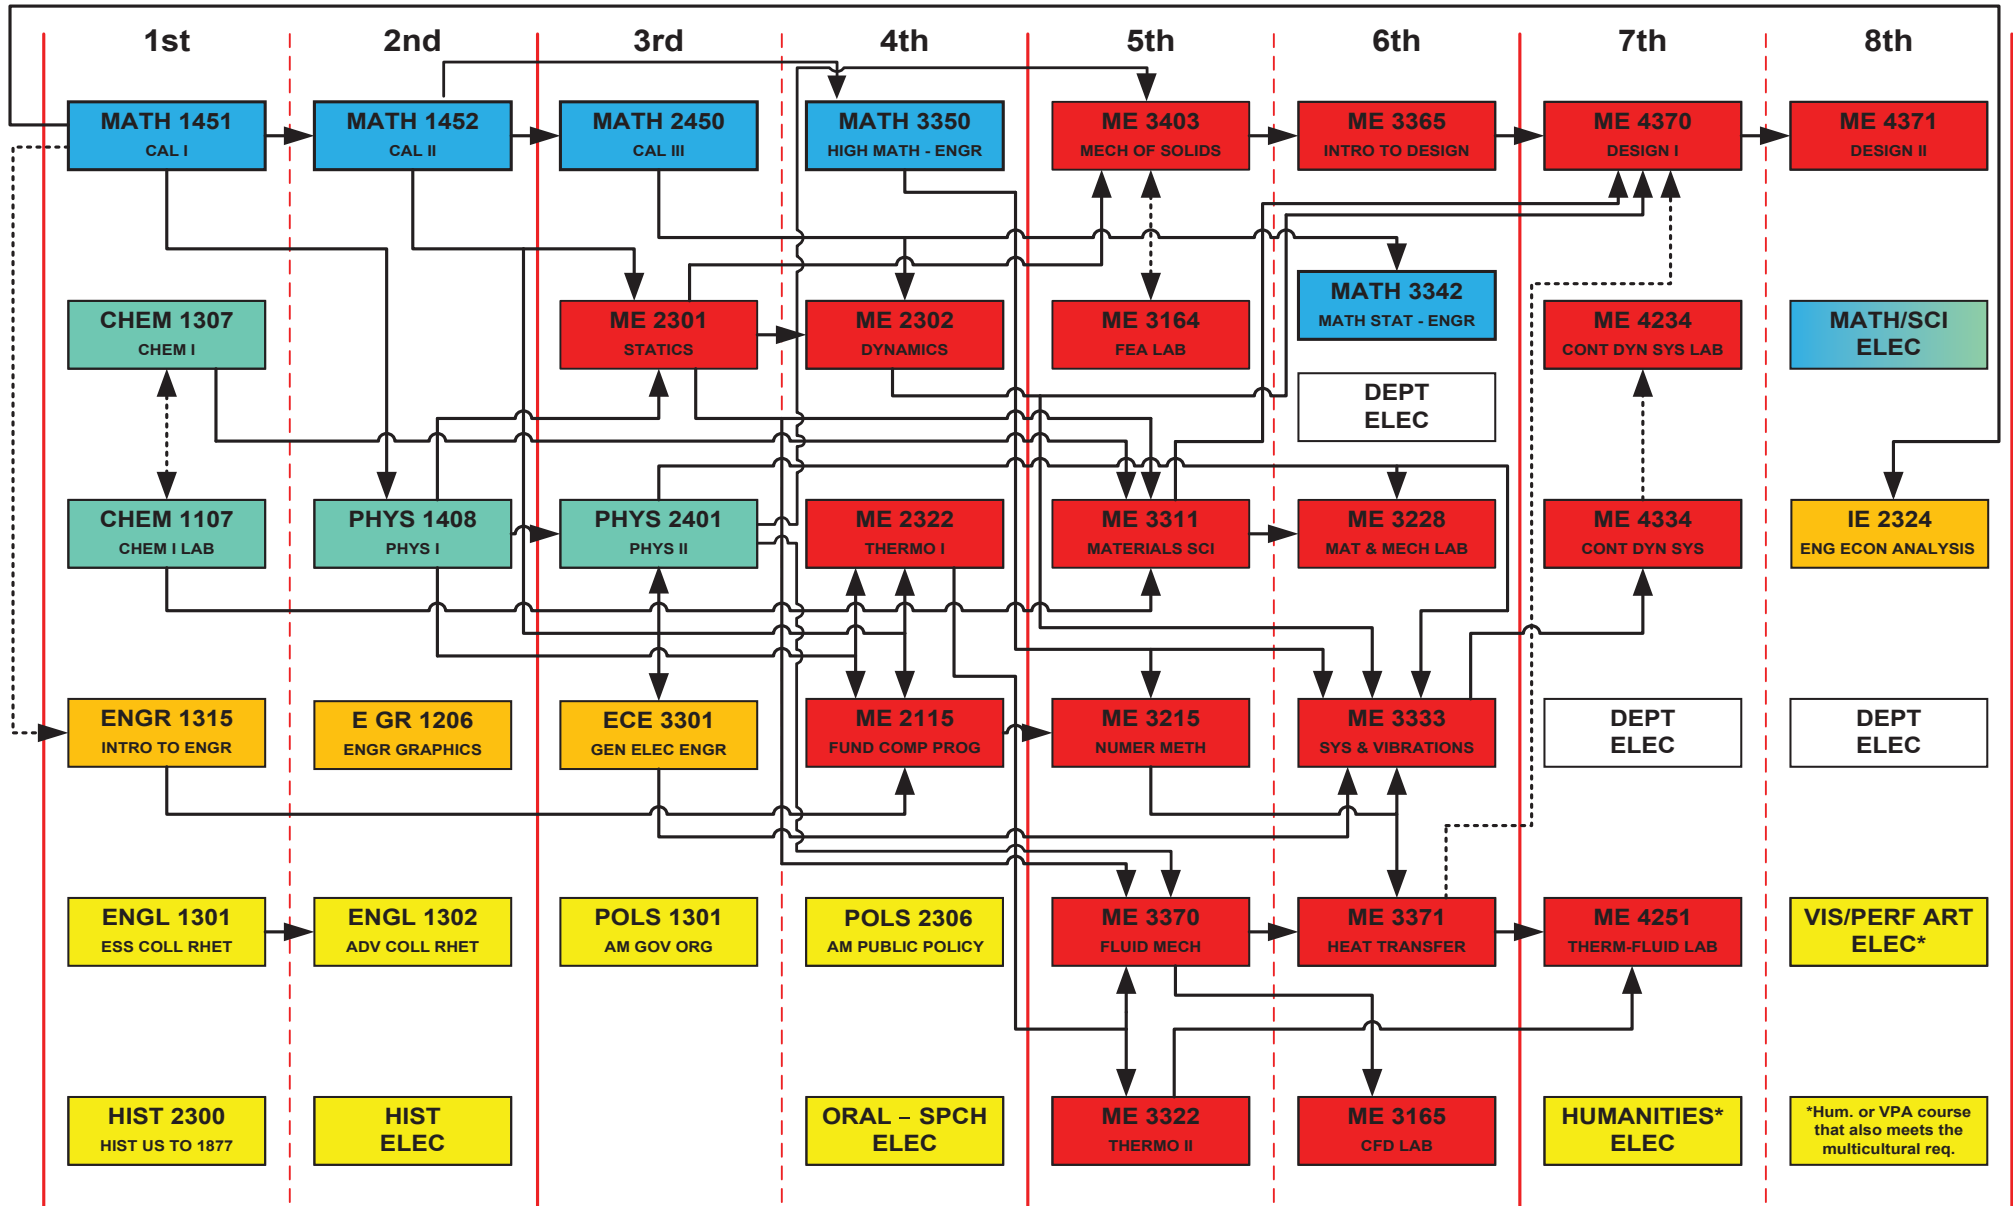 1st
2nd
3rd
4th
5th
6th
7th
8th
MATH 1451
CAL I
MATH 1452
CAL II
MATH 2450
CAL III
MATH 3350
HIGH MATH - ENGR
ME 3403
MECH OF SOLIDS
ME 3365
INTRO TO DESIGN
ME 4370
DESIGN I
ME 4371
DESIGN II
CHEM 1307
CHEM I
ME 2301
STATICS
ME 2302
DYNAMICS
ME 3164
FEA LAB
MATH 3342
MATH STAT - ENGR
ME 4234
CONT DYN SYS LAB
MATH/SCI
ELEC
DEPT
ELEC
CHEM 1107
CHEM I LAB
PHYS 1408
PHYS I
PHYS 2401
PHYS II
ME 2322
THERMO I
ME 3311
MATERIALS SCI
ME 3228
MAT & MECH LAB
ME 4334
CONT DYN SYS
IE 2324
ENG ECON ANALYSIS
ENGR 1315
INTRO TO ENGR
E GR 1206
ENGR GRAPHICS
ECE 3301
GEN ELEC ENGR
ME 2115
FUND COMP PROG
ME 3215
NUMER METH
ME 3333
SYS & VIBRATIONS
DEPT
ELEC
DEPT
ELEC
ENGL 1301
ESS COLL RHET
ENGL 1302
ADV COLL RHET
POLS 1301
AM GOV ORG
POLS 2306
AM PUBLIC POLICY
ME 3370
FLUID MECH
ME 3371
HEAT TRANSFER
ME 4251
THERM-FLUID LAB
VIS/PERF ART
ELEC*
HIST 2300
HIST US TO 1877
HIST
ELEC
ORAL – SPCH
ELEC
ME 3322
THERMO II
ME 3165
CFD LAB
HUMANITIES*
ELEC
*Hum. or VPA course
that also meets the
multicultural req.